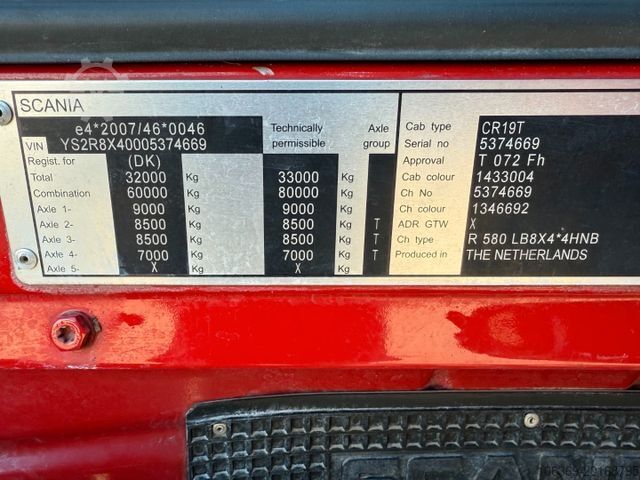 SCANIA
e4*2007/46*0046
VIN YS2R8X40005374669
Technically permissible
Axle group
Regist. for (DK)
Total 32000 Kg 33000 Kg
Combination 60000 Kg 80000 Kg
Axle 1- 9000 Kg 9000 Kg
Axle 2- 8500 Kg 8500 Kg T
Axle 3- 8500 Kg 8500 Kg T
Axle 4- 7000 Kg 7000 Kg T
Axle 5- X Kg X Kg
Cab type CR19T
Serial no 5374669
Approval T 072 Fh
Cab colour 1433004
Ch No 5374669
Ch colour 1346692
ADR GTW X
Ch type R 580 LB8X4*4HNB
Produced in THE NETHERLANDS